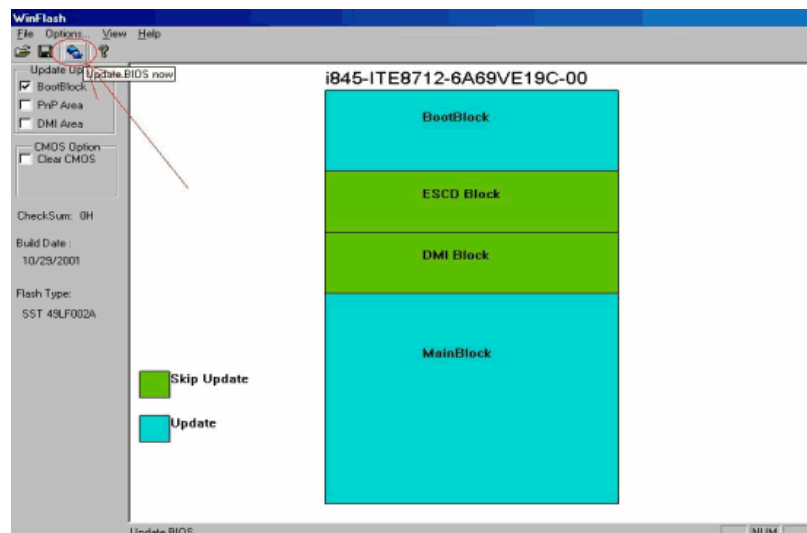 WinFlash
File Options... View Help
Update BIOS now
Update Op
BootBlock
PnP Area
DMI Area
CMOS Option
Clear CMOS
CheckSum: 0H
Build Date :
10/29/2001
Flash Type:
SST 49LF002A
i845-ITE8712-6A69VE19C-00
BootBlock
ESCD Block
DMI Block
MainBlock
Skip Update
Update
Update BIOS
NUM